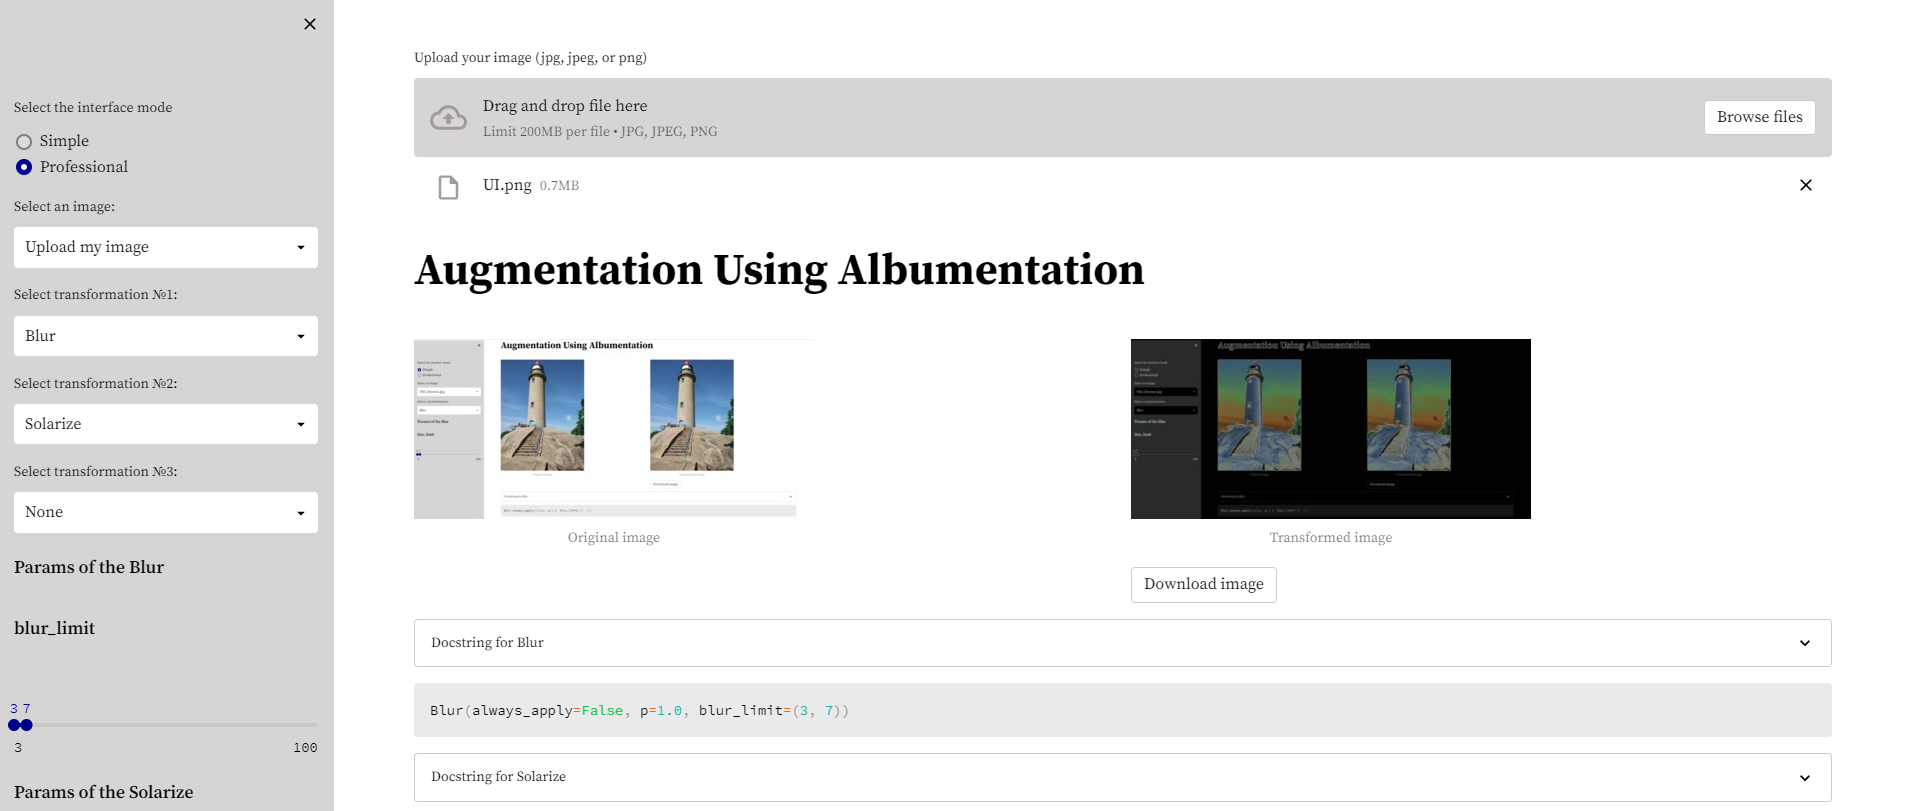 Select the interface mode
Simple
Professional
Select an image:
Upload my image
Select transformation №1:
Blur
Select transformation №2:
Solarize
Select transformation №3:
None
Params of the Blur
blur_limit
3 7
3 100
Params of the Solarize
Upload your image (jpg, jpeg, or png)
Drag and drop file here
Limit 200MB per file • JPG, JPEG, PNG
Browse files
UI.png 0.7MB
Augmentation Using Albumentation
Augmentation Using Albumentation
Original image
Augmentation Using Albumentation
Transformed image
Download image
Docstring for Blur
Blur(always_apply=False, p=1.0, blur_limit=(3, 7))
Docstring for Solarize